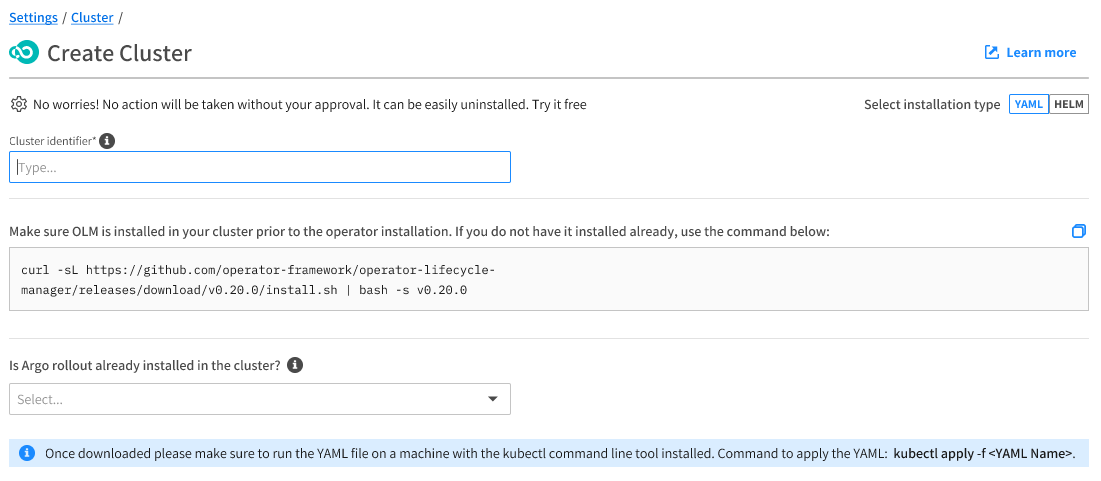 Settings / Cluster /
Create Cluster
Learn more
No worries! No action will be taken without your approval. It can be easily uninstalled. Try it free
Select installation type YAML HELM
Cluster identifier*
Type...
Make sure OLM is installed in your cluster prior to the operator installation. If you do not have it installed already, use the command below:
curl -sL https://github.com/operator-framework/operator-lifecycle-
manager/releases/download/v0.20.0/install.sh | bash -s v0.20.0
Is Argo rollout already installed in the cluster?
Select...
Once downloaded please make sure to run the YAML file on a machine with the kubectl command line tool installed. Command to apply the YAML: kubectl apply -f <YAML Name>.